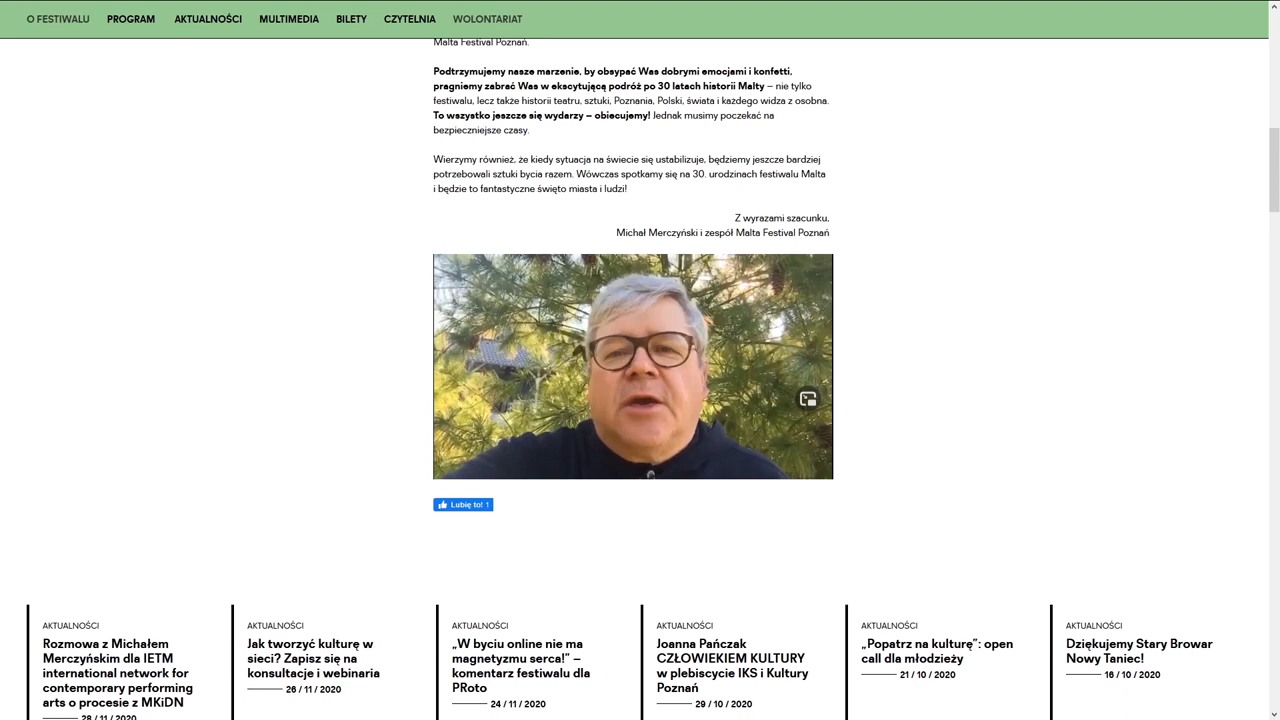 O FESTIWALU PROGRAM AKTUALNOŚCI MULTIMEDIA BILETY CZYTELNIA WOLONTARIAT
Malta Festival Poznań.
Podtrzymujemy nasze marzenie, by obsypać Was dobrymi emocjami i konfetti,
pragniemy zabrać Was w ekscytującą podróż po 30 latach historii Malty – nie tylko
festiwalu, lecz także historii teatru, sztuki, Poznania, Polski, świata i każdego widza z osobna.
To wszystko jeszcze się wydarzy – obiecujemy! Jednak musimy poczekać na
bezpieczniejsze czasy.
Wierzymy również, że kiedy sytuacja na świecie się ustabilizuje, będziemy jeszcze bardziej
potrzebowali sztuki bycia razem. Wówczas spotkamy się na 30. urodzinach festiwalu Malta
i będzie to fantastyczne święto miasta i ludzi!
Z wyrazami szacunku,
Michał Merczyński i zespół Malta Festival Poznań
Lubię to! 1
AKTUALNOŚCI
Rozmowa z Michałem
Merczyńskim dla IETM
international network for
contemporary performing
arts o procesie z MKiDN
28 / 11 / 2020
AKTUALNOŚCI
Jak tworzyć kulturę w
sieci? Zapisz się na
konsultacje i webinaria
26 / 11 / 2020
AKTUALNOŚCI
„W byciu online nie ma
magnetyzmu serca!” –
komentarz festiwalu dla
PRoto
24 / 11 / 2020
AKTUALNOŚCI
Joanna Pańczak
CZŁOWIEKIEM KULTURY
w plebiscycie IKS i Kultury
Poznań
29 / 10 / 2020
AKTUALNOŚCI
„Popatrz na kulturę”: open
call dla młodzieży
21 / 10 / 2020
AKTUALNOŚCI
Dziękujemy Stary Browar
Nowy Taniec!
16 / 10 / 2020